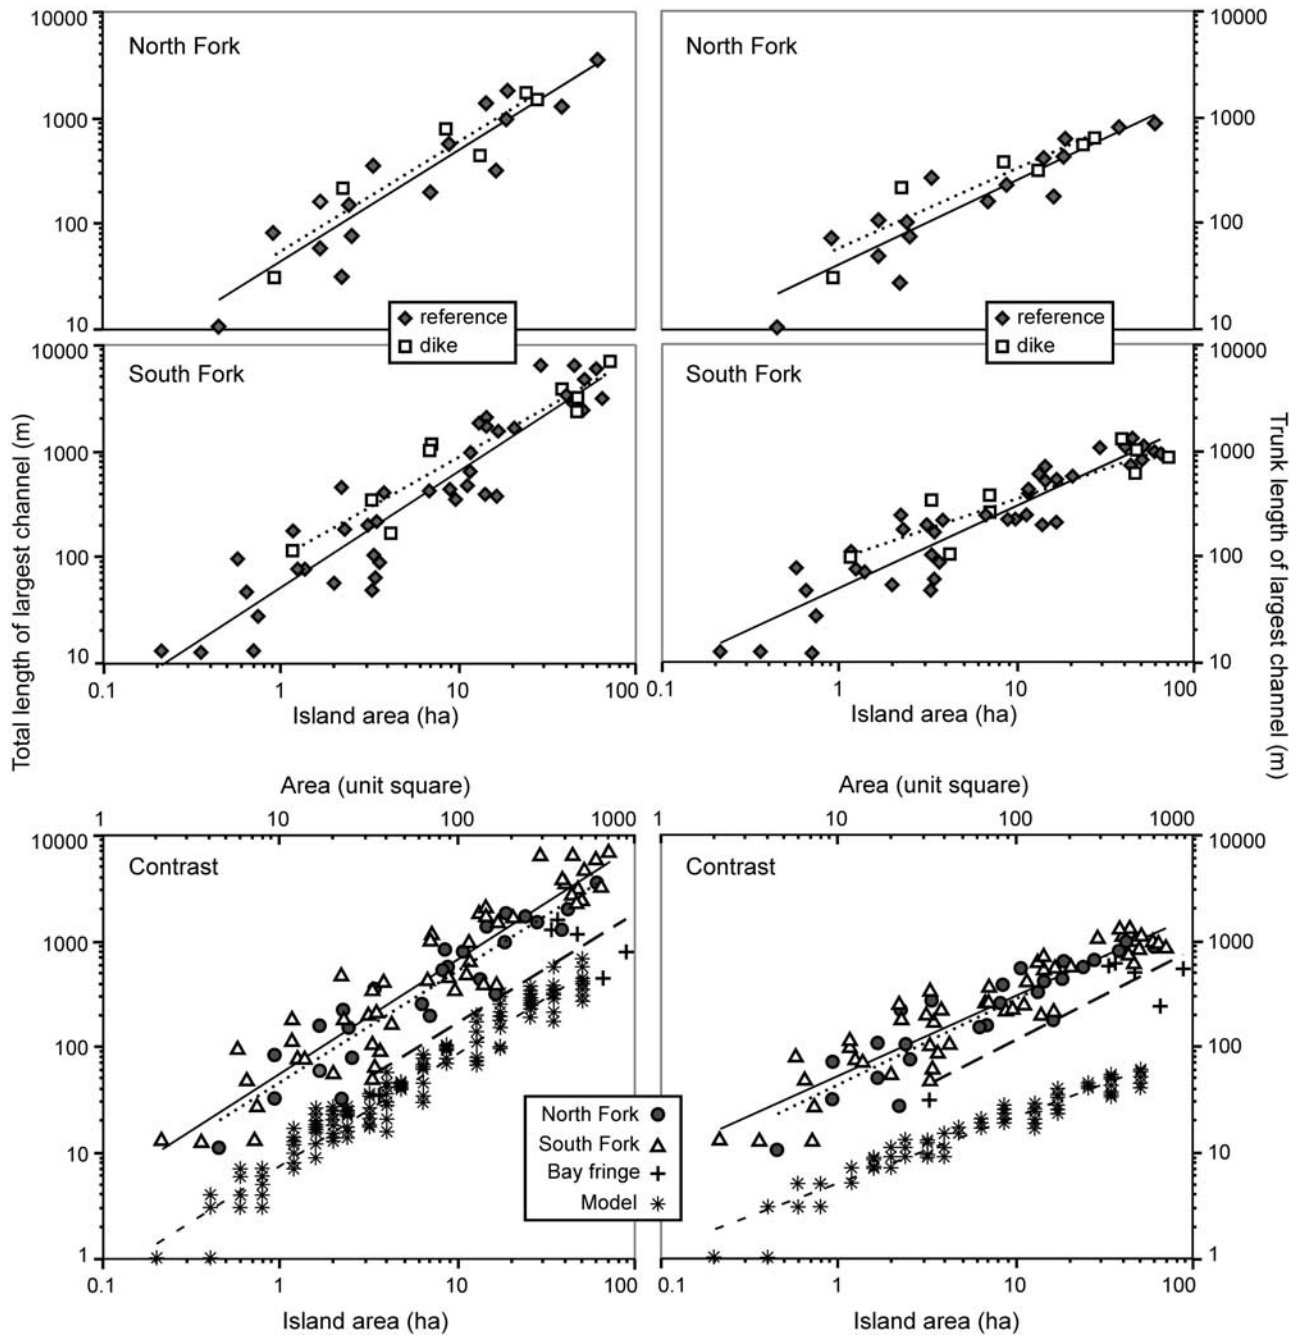 10000
North Fork
1000
100
10
North Fork
10000
1000
100
10
reference
dike
reference
dike
10000
South Fork
1000
100
10
0.1 1 10 100
Island area (ha)
South Fork
10000
1000
100
10
0.1 1 10 100
Island area (ha)
Total length of largest channel (m)
Trunk length of largest channel (m)
Area (unit square)
1 10 100 1000
10000
Contrast
1000
100
10
1
0.1 1 10 100
Island area (ha)
Area (unit square)
1 10 100 1000
Contrast
10000
1000
100
10
1
0.1 1 10 100
Island area (ha)
North Fork
South Fork
Bay fringe
Model